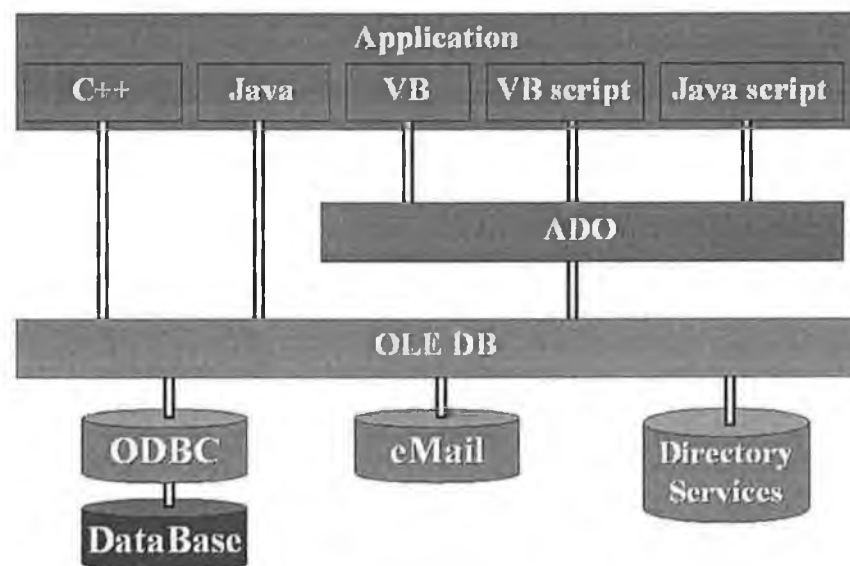 Application
C++
Java
VB
VB script
Java script
ADO
OLE DB
ODBC
eMail
Directory
Services
DataBase